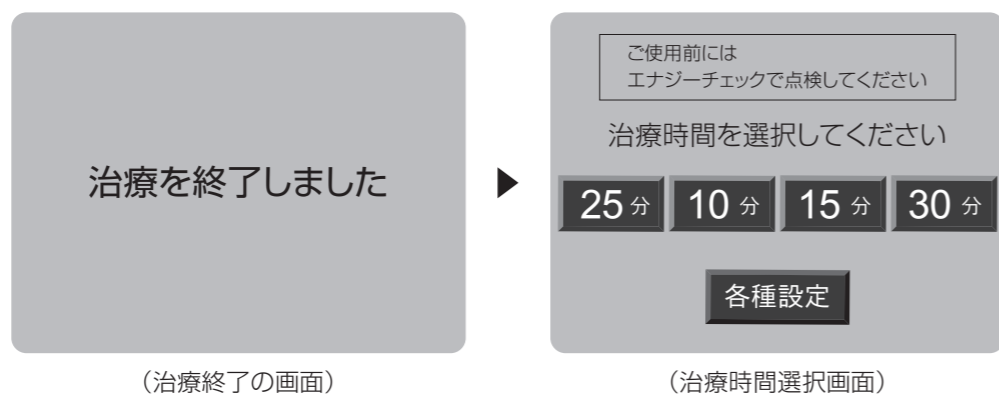 治療を終了しました
ご使用前には
エナジーチェックで点検してください
治療時間を選択してください
25分 10分 15分 30分
各種設定
（治療終了の画面）
（治療時間選択画面）